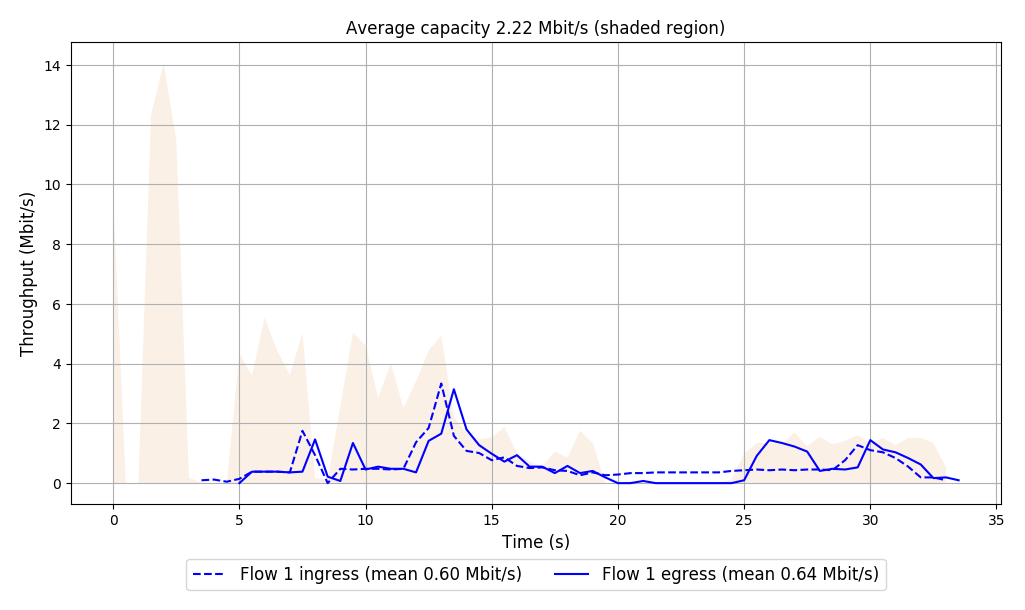 Average capacity 2.22 Mbit/s (shaded region)
Throughput (Mbit/s)
14
12
10
8
6
4
2
0
0 5 10 15 20 25 30 35
Time (s)
Flow 1 ingress (mean 0.60 Mbit/s) Flow 1 egress (mean 0.64 Mbit/s)